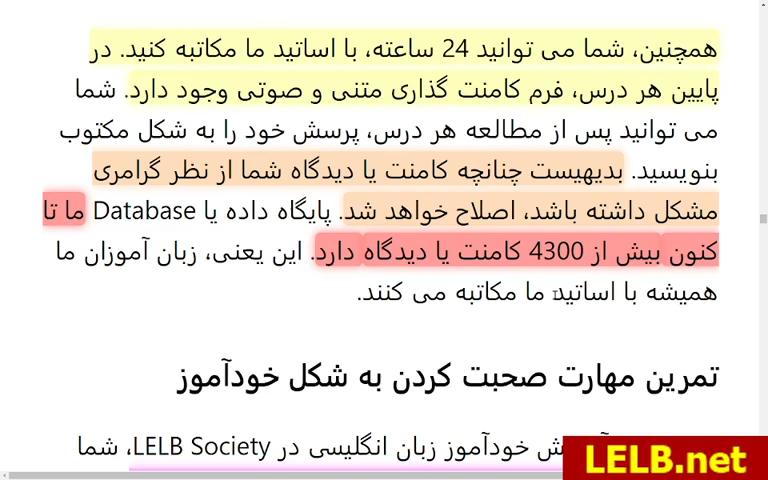 همچنین، شما می توانید 24 ساعته، با اساتید ما مکاتبه کنید. در
پایین هر درس، فرم کامنت گذاری متنی و صوتی وجود دارد. شما
می توانید پس از مطالعه هر درس، پرسش خود را به شکل مکتوب
بنویسید. بدیهیست چنانچه کامنت یا دیدگاه شما از نظر گرامری
مشکل داشته باشد، اصلاح خواهد شد. پایگاه داده یا Database ما تا
کنون بیش از 4300 کامنت یا دیدگاه دارد. این یعنی، زبان آموزان ما
همیشه با اساتید ما مکاتبه می کنند.
تمرین مهارت صحبت کردن به شکل خودآموز
خودآموز زبان انگلیسی در LELB Society، شما
LELB.net